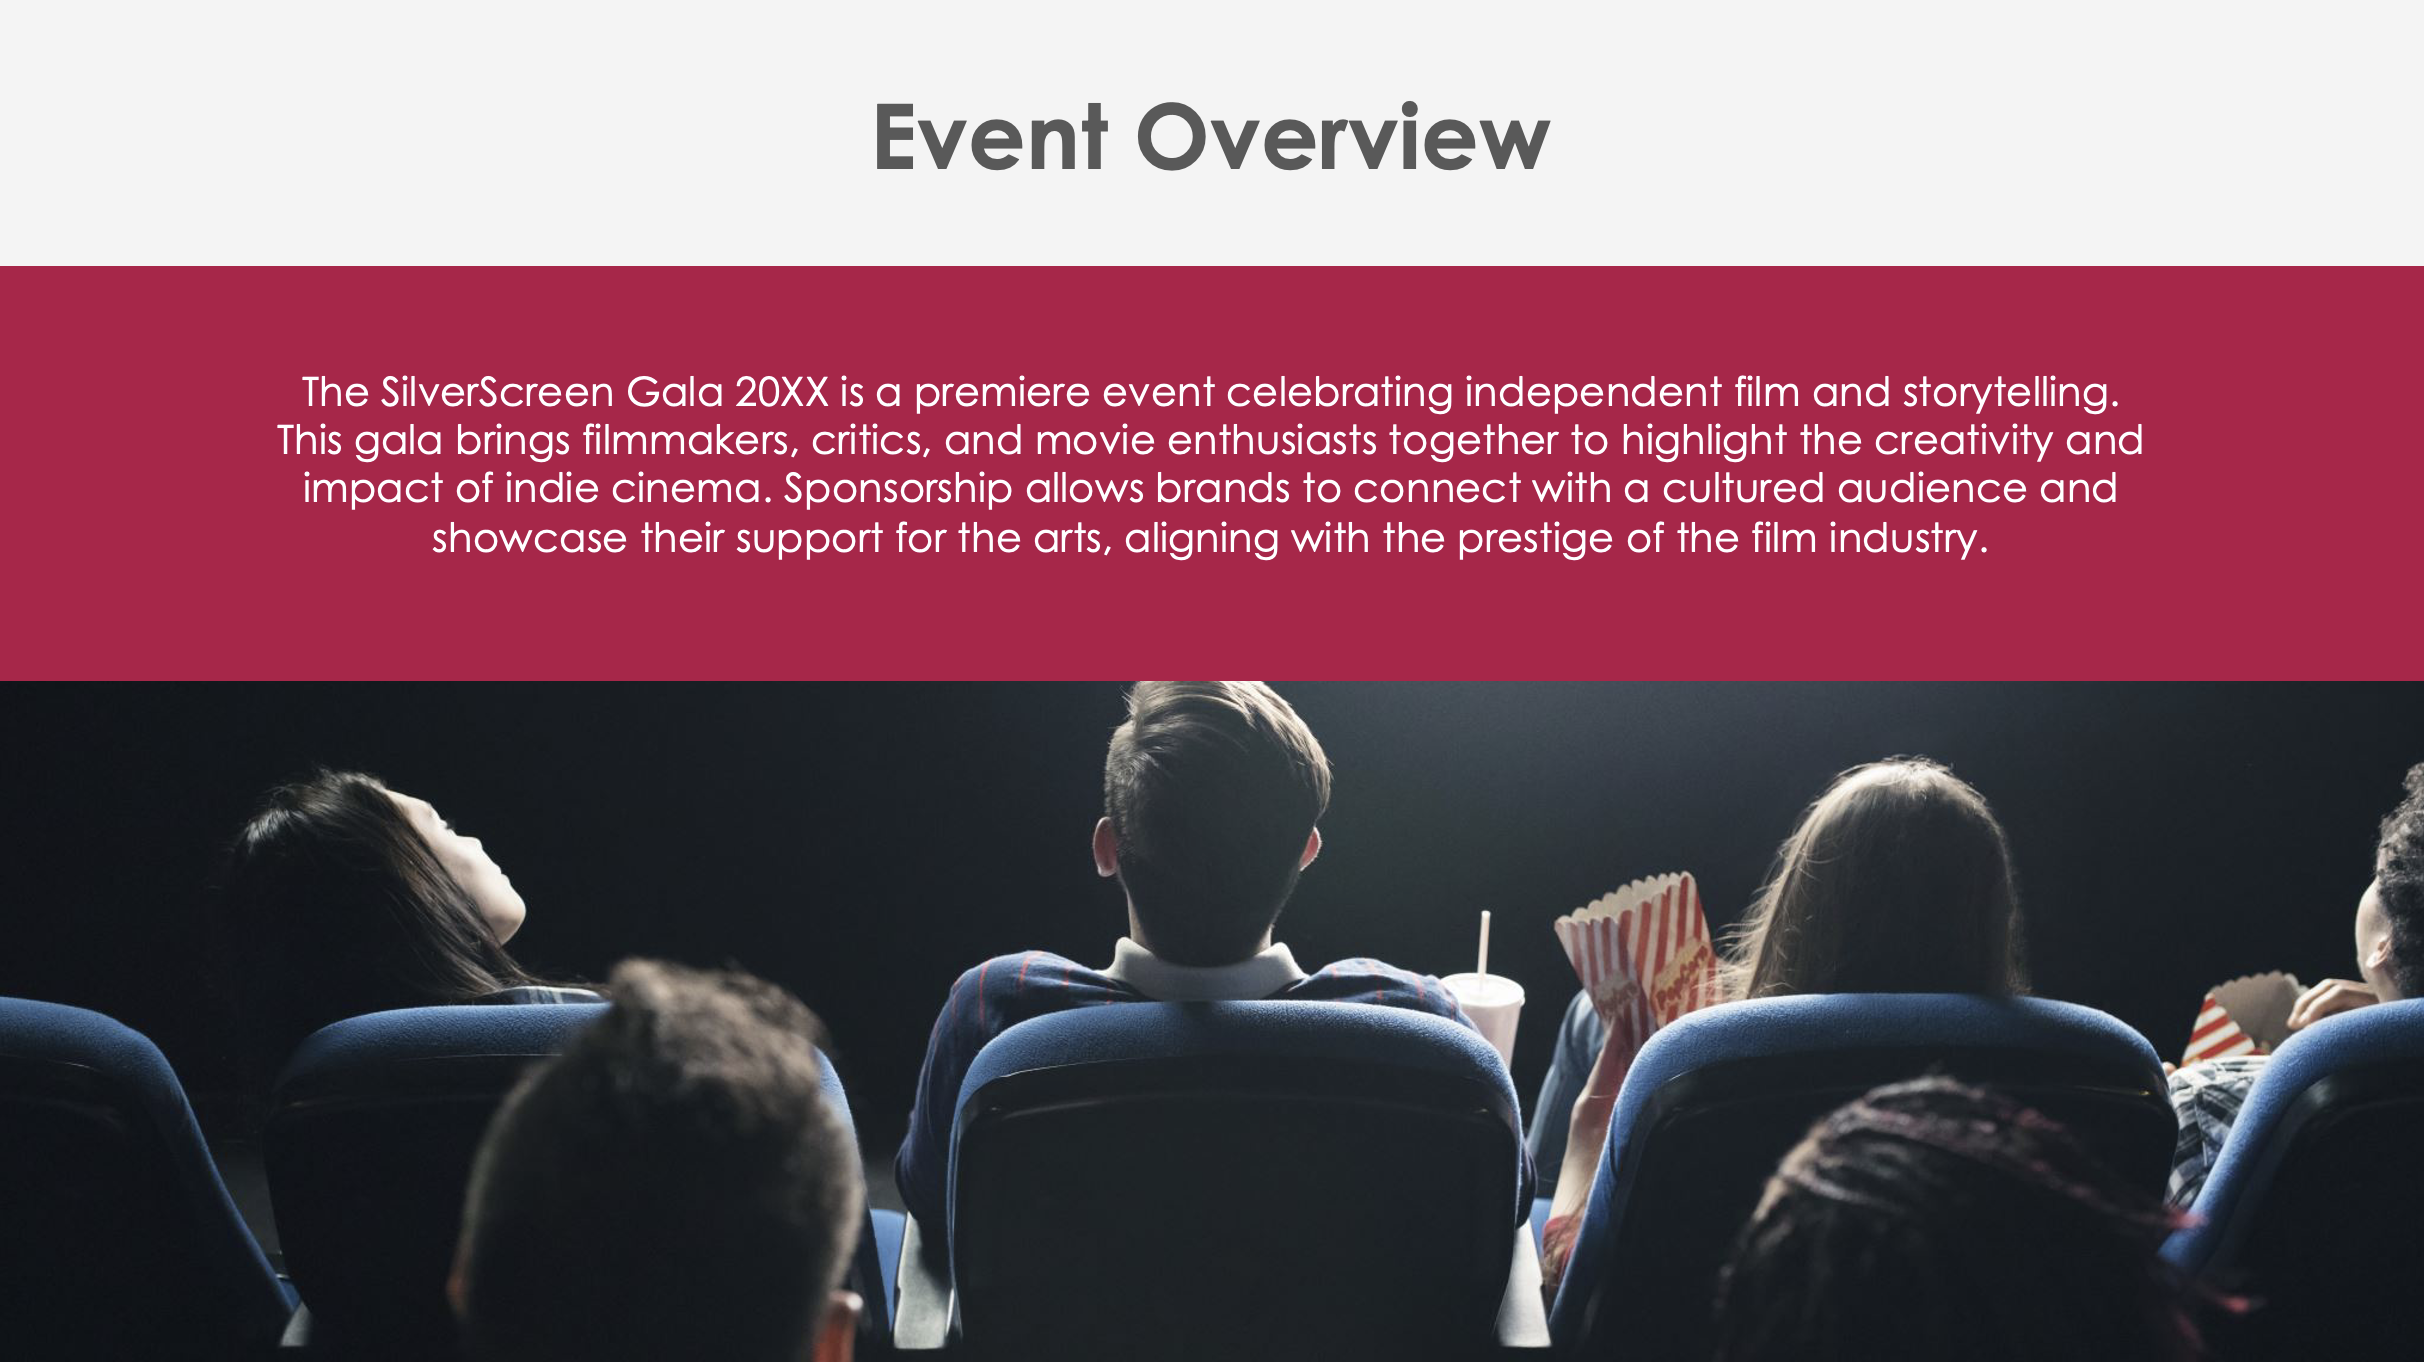 Event Overview
The SilverScreen Gala 20XX is a premiere event celebrating independent film and storytelling.
This gala brings filmmakers, critics, and movie enthusiasts together to highlight the creativity and
impact of indie cinema. Sponsorship allows brands to connect with a cultured audience and
showcase their support for the arts, aligning with the prestige of the film industry.
Popcorn
Popcorn